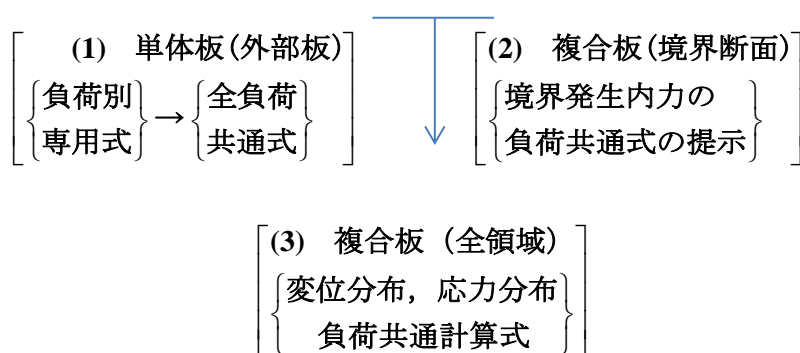 (1) 単体板(外部板)
負荷別 → 全負荷
専用式 共通式
(2) 複合板(境界断面)
境界発生内力の
負荷共通式の提示
(3) 複合板 (全領域)
変位分布, 応力分布
負荷共通計算式